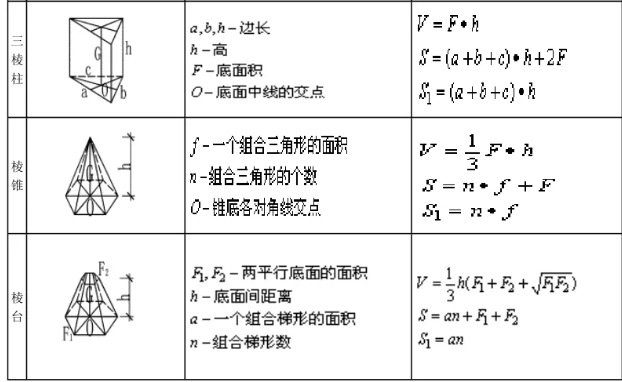 三棱柱
G
h
c
a
O
b
a,b,h－边长
h－高
F－底面积
O－底面中线的交点
V = F•h
S = (a+b+c)•h+2F
S₁ = (a+b+c)•h
棱锥
G
h
O
f－一个组合三角形的面积
n－组合三角形的个数
O－锥底各对角线交点
V = 1/3 F•h
S = n•f + F
S₁ = n•f
棱台
F₂
G
h
F₁
O
F₁,F₂－两平行底面的面积
h－底面间距离
a－一个组合梯形的面积
n－组合梯形数
V = 1/3 h(F₁+F₂+√F₁F₂)
S = an+F₁+F₂
S₁ = an